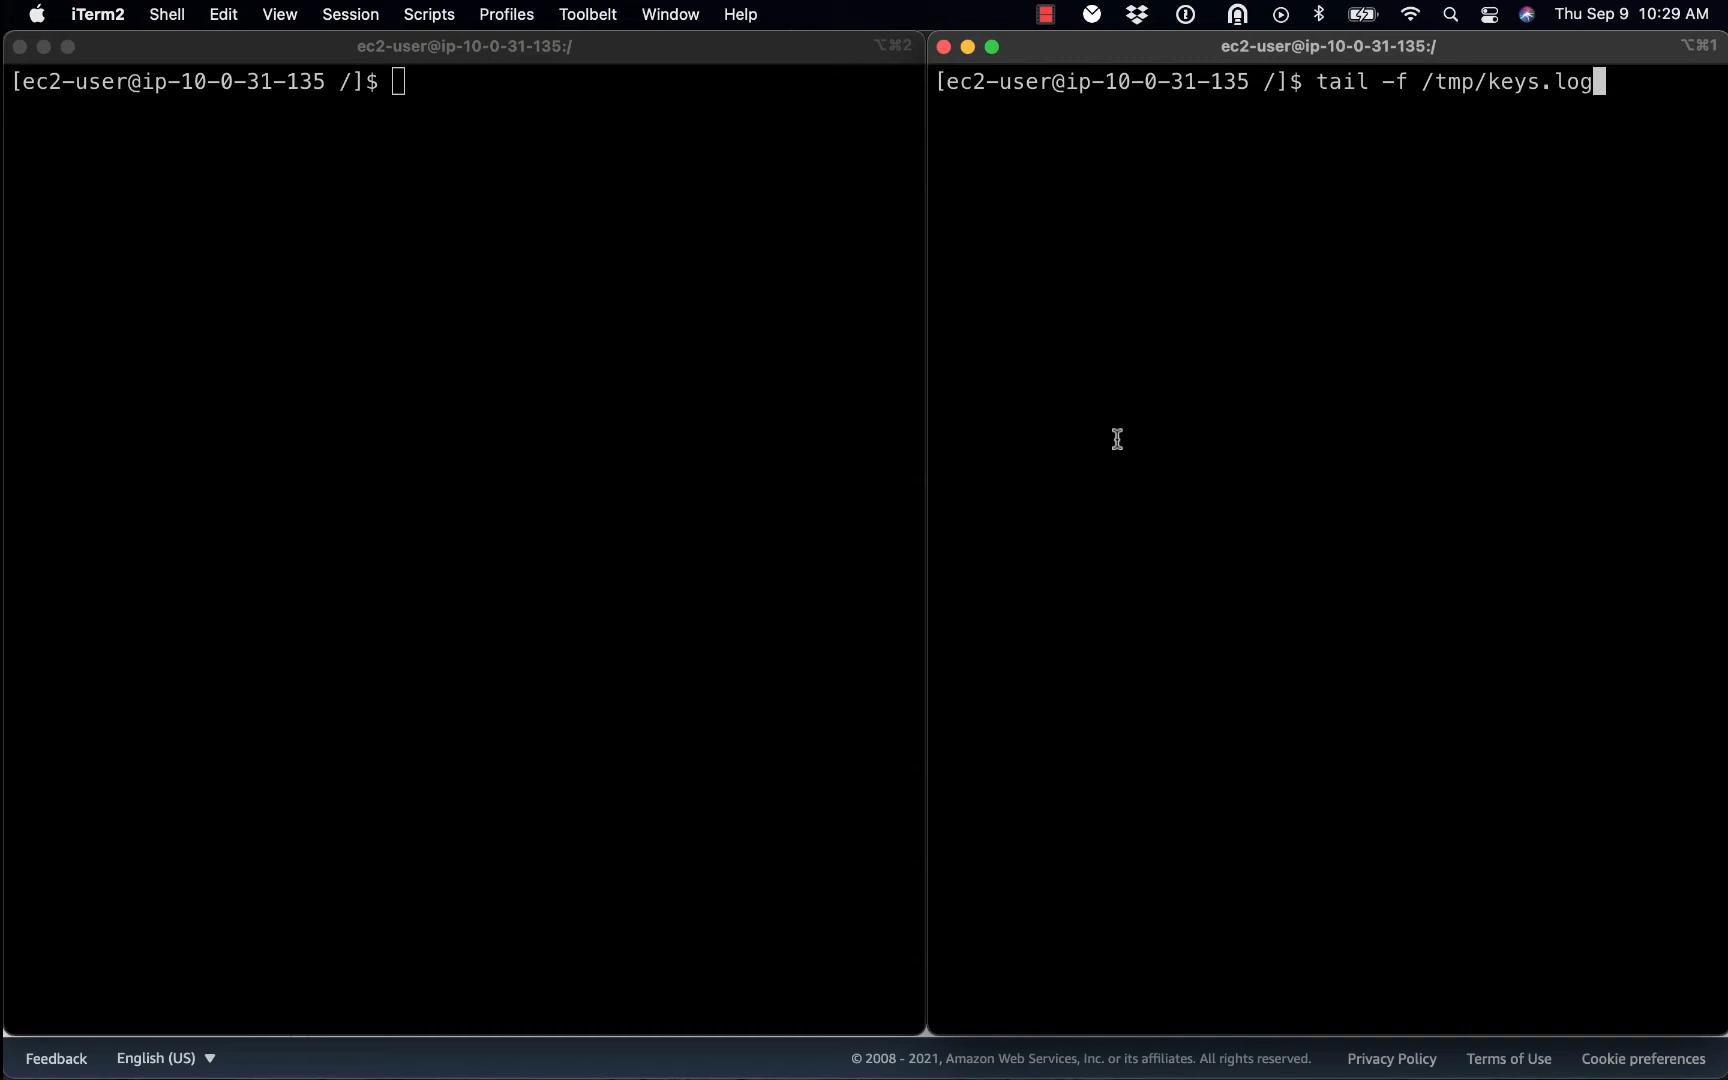 iTerm2 Shell Edit View Session Scripts Profiles Toolbelt Window Help Thu Sep 9 10:29 AM
ec2-user@ip-10-0-31-135:/ ⌥⌘2
[ec2-user@ip-10-0-31-135 /]$
ec2-user@ip-10-0-31-135:/ ⌥⌘1
[ec2-user@ip-10-0-31-135 /]$ tail -f /tmp/keys.log
Feedback English (US) ▼ © 2008 - 2021, Amazon Web Services, Inc. or its affiliates. All rights reserved. Privacy Policy Terms of Use Cookie preferences